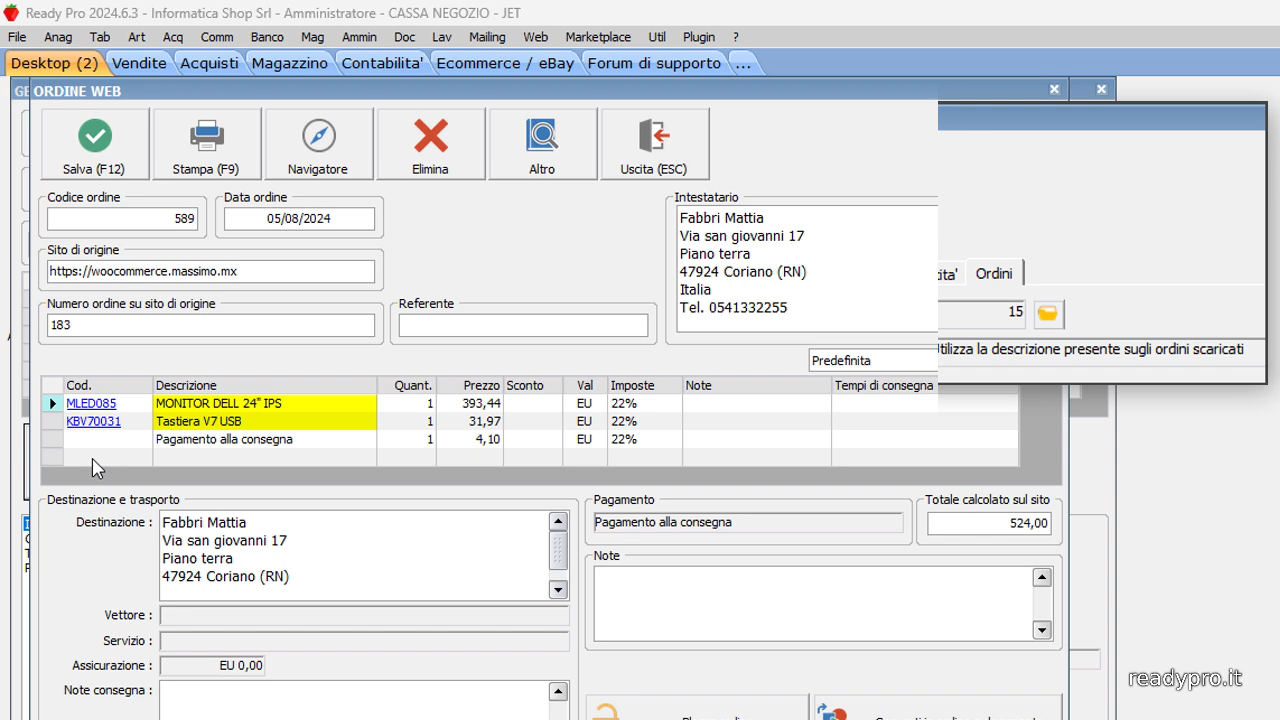 Ready Pro 2024.6.3 - Informatica Shop Srl - Amministratore - CASSA NEGOZIO - JET
File Anag Tab Art Acq Comm Banco Mag Ammin Doc Lav Mailing Web Marketplace Util Plugin ?
Desktop (2) Vendite Acquisti Magazzino Contabilita' Ecommerce / eBay Forum di supporto ...
GE ORDINE WEB
Salva (F12) Stampa (F9) Navigatore Elimina Altro Uscita (ESC)
Codice ordine Data ordine Intestatario
589 05/08/2024
Fabbri Mattia
Via san giovanni 17
Piano terra
47924 Coriano (RN)
Italia
Tel. 0541332255
Sito di origine
https://woocommerce.massimo.mx
Numero ordine su sito di origine Referente
183
ita' Ordini
15
Utilizza la descrizione presente sugli ordini scaricati
Predefinita
Cod. Descrizione Quant. Prezzo Sconto Val Imposte Note Tempi di consegna
MLED085 MONITOR DELL 24" IPS 1 393,44 EU 22%
KBV70031 Tastiera V7 USB 1 31,97 EU 22%
Pagamento alla consegna 1 4,10 EU 22%
Destinazione e trasporto Pagamento Totale calcolato sul sito
Destinazione : Fabbri Mattia
Via san giovanni 17
Piano terra
47924 Coriano (RN)
Pagamento alla consegna 524,00
Note
Vettore :
Servizio :
Assicurazione : EU 0,00
Note consegna :
readypro.it